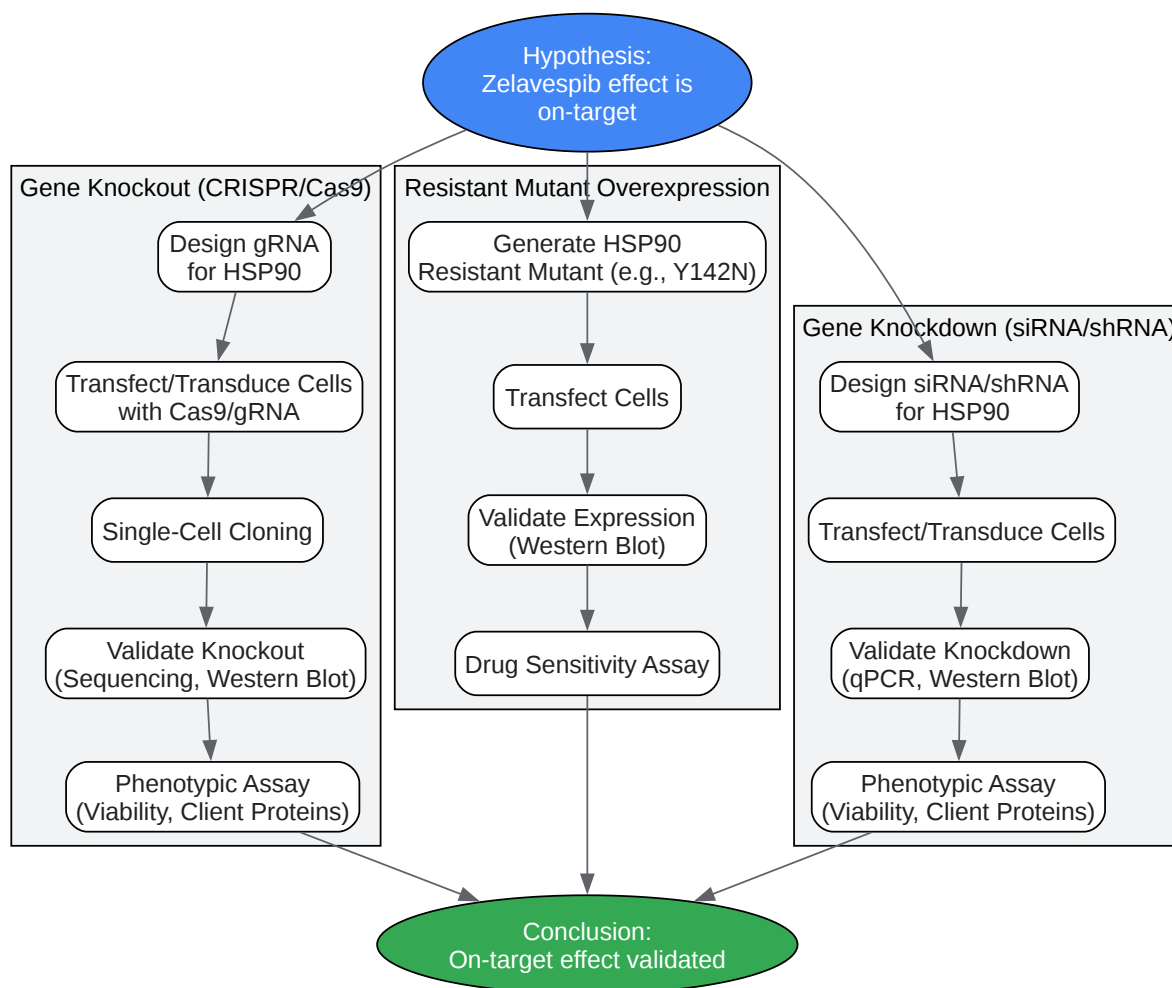 Hypothesis:
Zelavespib effect is
on-target
Gene Knockout (CRISPR/Cas9)
Design gRNA
for HSP90
Transfect/Transduce Cells
with Cas9/gRNA
Single-Cell Cloning
Validate Knockout
(Sequencing, Western Blot)
Phenotypic Assay
(Viability, Client Proteins)
Resistant Mutant Overexpression
Generate HSP90
Resistant Mutant (e.g., Y142N)
Transfect Cells
Validate Expression
(Western Blot)
Drug Sensitivity Assay
Gene Knockdown (siRNA/shRNA)
Design siRNA/shRNA
for HSP90
Transfect/Transduce Cells
Validate Knockdown
(qPCR, Western Blot)
Phenotypic Assay
(Viability, Client Proteins)
Conclusion:
On-target effect validated